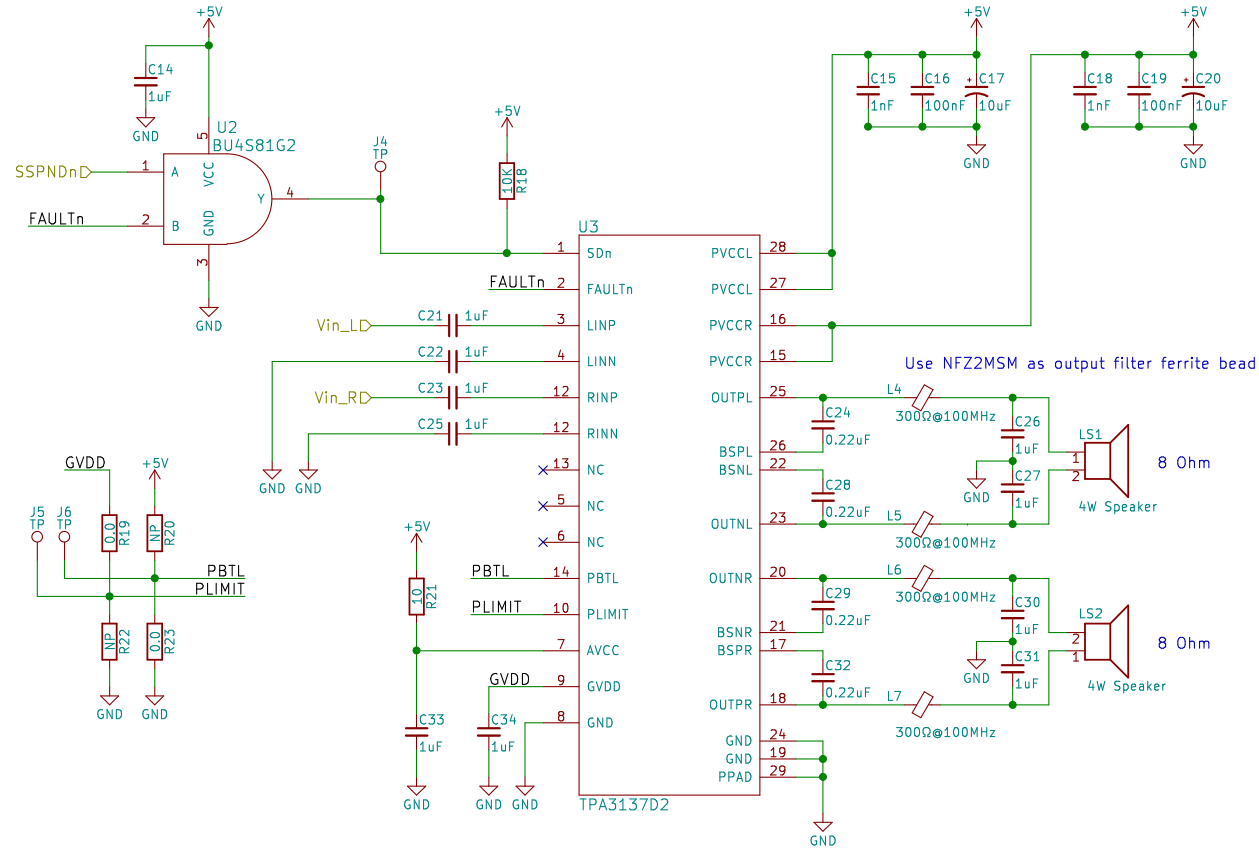 +5V
C14
1uF
GND
U2
BU4S81G2
5
VCC
SSPNDn
1
A
Y
4
FAULTn
2
B
GND
3
GND
J4
TP
+5V
10K
R18
+5V
C15
1nF
C16
100nF
+
C17
10uF
GND
+5V
C18
1nF
C19
100nF
+
C20
10uF
GND
U3
1 SDn
FAULTn 2 FAULTn
Vin_L C21 1uF 3 LINP
C22 1uF 4 LINN
Vin_R C23 1uF 12 RINP
C25 1uF 12 RINN
GND GND
13 NC
5 NC
6 NC
PBTL 14 PBTL
PLIMIT 10 PLIMIT
7 AVCC
GVDD 9 GVDD
8 GND
PVCCL 28
PVCCL 27
PVCCR 16
PVCCR 15
OUTPL 25
BSPL 26
BSNL 22
OUTNL 23
OUTNR 20
BSNR 21
BSPR 17
OUTPR 18
GND 24
GND 19
PPAD 29
TPA3137D2
GND
+5V
10
R21
C33
1uF
GND
C34
1uF
GND
GND
GVDD
+5V
J5
TP
J6
TP
0.0
R19
NP
R20
PBTL
PLIMIT
NP
R22
0.0
R23
GND
GND
Use NFZ2MSM as output filter ferrite bead
C24
0.22uF
L4
300Ω@100MHz
C26
1uF
GND
C27
1uF
C28
0.22uF
L5
300Ω@100MHz
LS1
1
2
4W Speaker
8 Ohm
L6
300Ω@100MHz
C29
0.22uF
C30
1uF
GND
C31
1uF
C32
0.22uF
L7
300Ω@100MHz
LS2
2
1
4W Speaker
8 Ohm